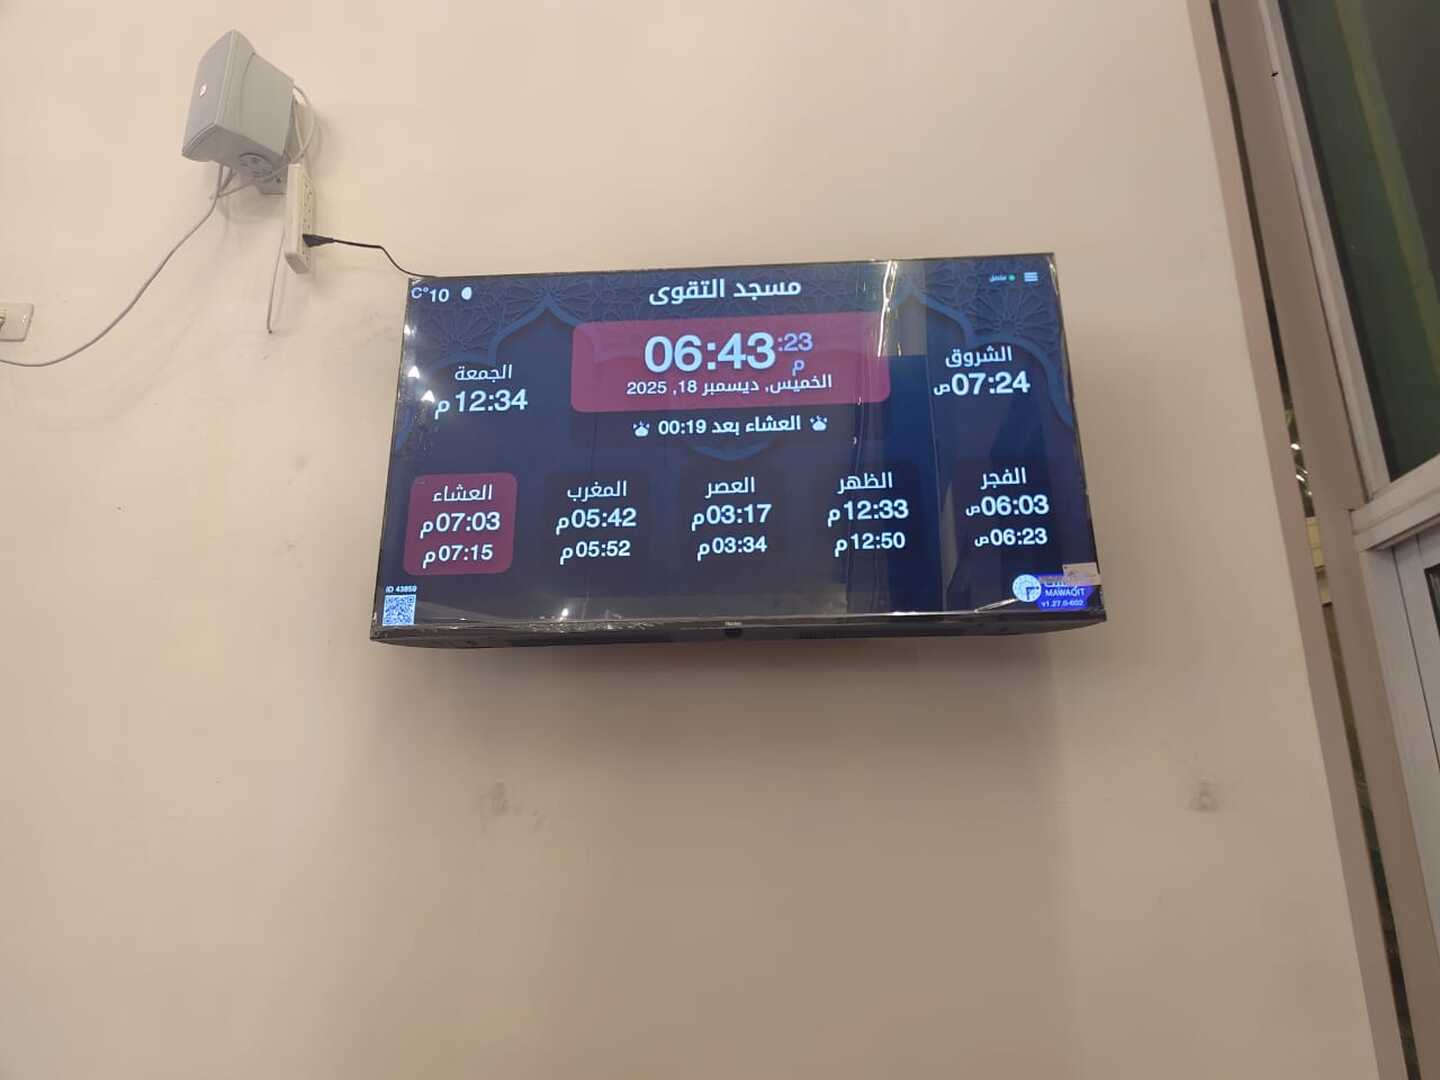 مسجد التقوى
متصل
10°C
06:43:23 م
الخميس, ديسمبر 18, 2025
العشاء بعد 00:19
الشروق
07:24ص
الجمعة
12:34م
الفجر
06:03ص
06:23ص
الظهر
12:33م
12:50م
العصر
03:17م
03:34م
المغرب
05:42م
05:52م
العشاء
07:03م
07:15م
ID 43859
MAWAQIT